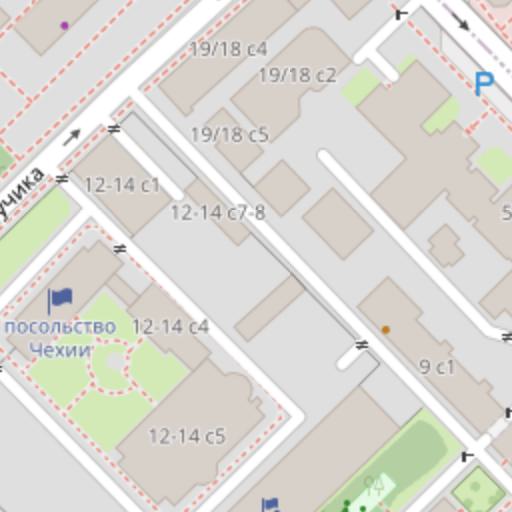 19/18 с4
19/18 с2
P
19/18 с5
учика
12-14 с1
12-14 с7-8
5
посольство
Чехии
12-14 с4
9 с1
12-14 с5